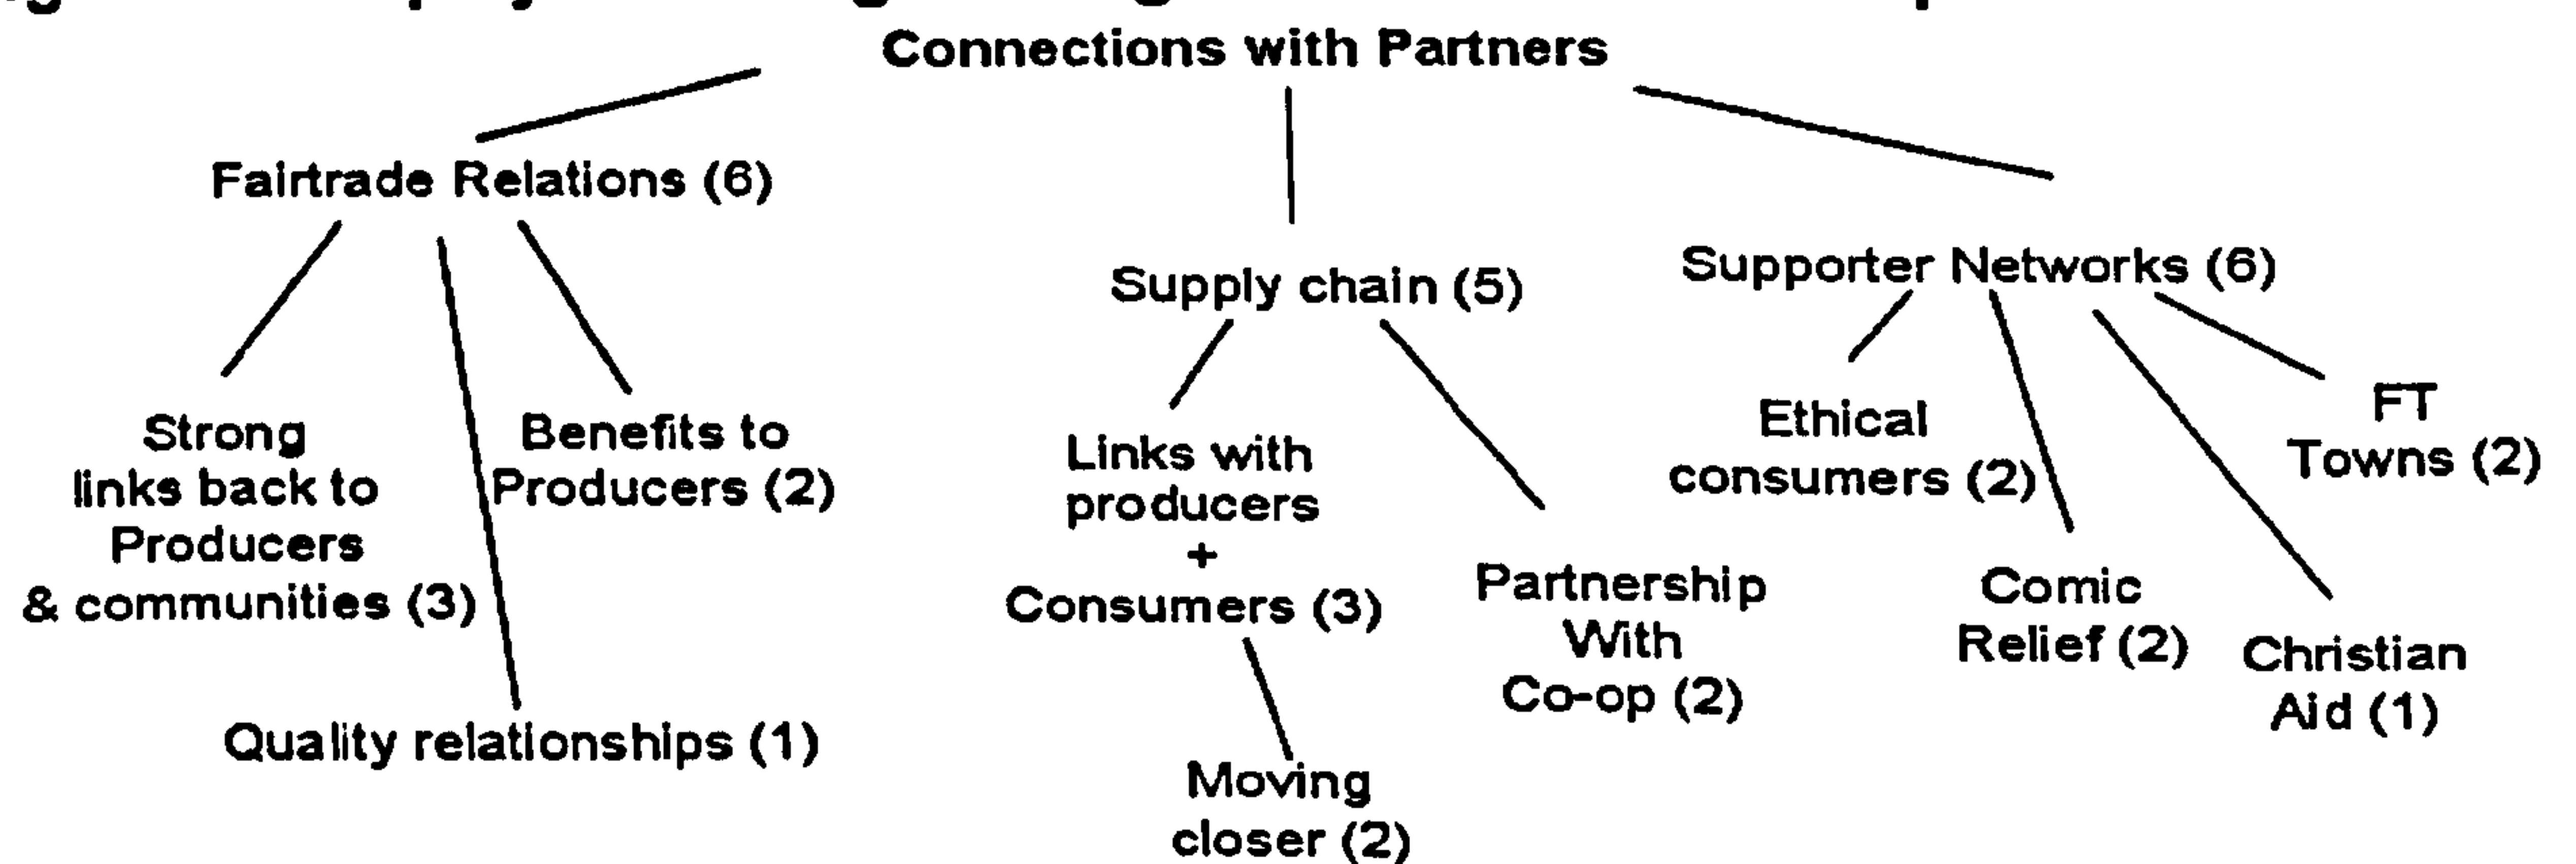 Connections with Partners
Fairtrade Relations (6)
Strong
links back to
Producers
& communities (3)
Benefits to
Producers (2)
Quality relationships (1)
Supply chain (5)
Links with
producers
+
Consumers (3)
Moving
closer (2)
Partnership
With
Co-op (2)
Supporter Networks (6)
Ethical
consumers (2)
Comic
Relief (2)
Christian
Aid (1)
FT
Towns (2)